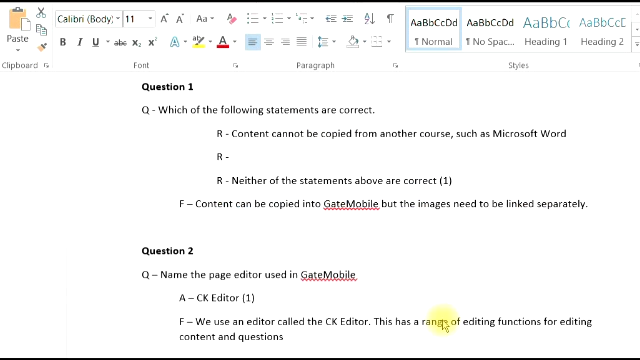 Calibri (Body) 11 A A Aa
Paste
B I U abc x₂ x² A ab A
Font
Paragraph
Styles
AaBbCcDd AaBbCcDd AaBbCc AaBbCcD
¶ Normal ¶ No Spac... Heading 1 Heading 2
Question 1
Q - Which of the following statements are correct.
R - Content cannot be copied from another course, such as Microsoft Word
R -
R - Neither of the statements above are correct (1)
F – Content can be copied into GateMobile but the images need to be linked separately.
Question 2
Q – Name the page editor used in GateMobile
A – CK Editor (1)
F – We use an editor called the CK Editor. This has a range of editing functions for editing
content and questions